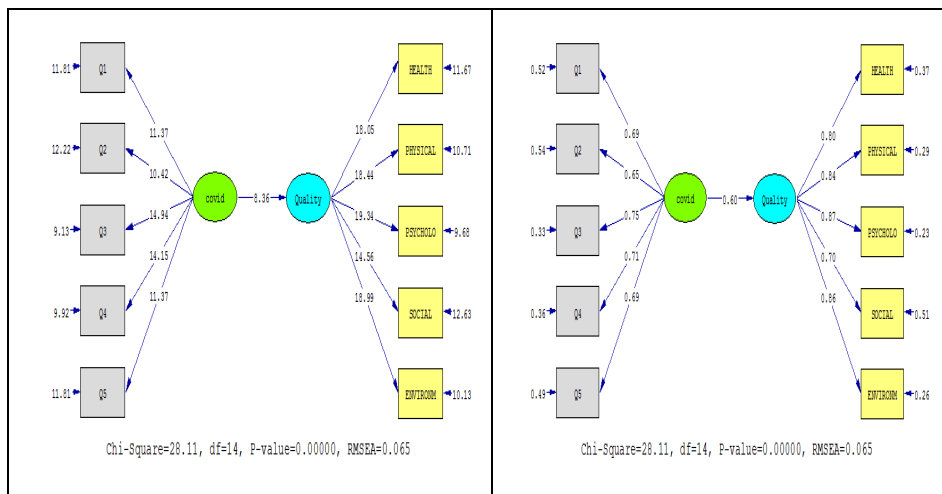 11.81 Q1
12.22 Q2
9.13 Q3
9.92 Q4
11.81 Q5
11.37
10.42
14.94
14.15
11.37
covid
8.36
Quality
18.05
18.44
19.34
14.56
18.99
HEALTH 11.67
PHYSICAL 10.71
PSYCHOLO 9.68
SOCIAL 12.63
ENVIRONM 10.13
Chi-Square=28.11, df=14, P-value=0.00000, RMSEA=0.065
0.52 Q1
0.54 Q2
0.33 Q3
0.36 Q4
0.49 Q5
0.69
0.65
0.75
0.71
0.69
covid
0.60
Quality
0.80
0.84
0.87
0.70
0.86
HEALTH 0.37
PHYSICAL 0.29
PSYCHOLO 0.23
SOCIAL 0.51
ENVIRONM 0.26
Chi-Square=28.11, df=14, P-value=0.00000, RMSEA=0.065